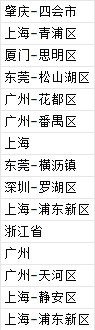 肇庆-四会市
上海-青浦区
厦门-思明区
东莞-松山湖区
广州-花都区
广州-番禺区
上海
东莞-横沥镇
深圳-罗湖区
上海-浦东新区
浙江省
广州
广州-天河区
上海-静安区
上海-浦东新区